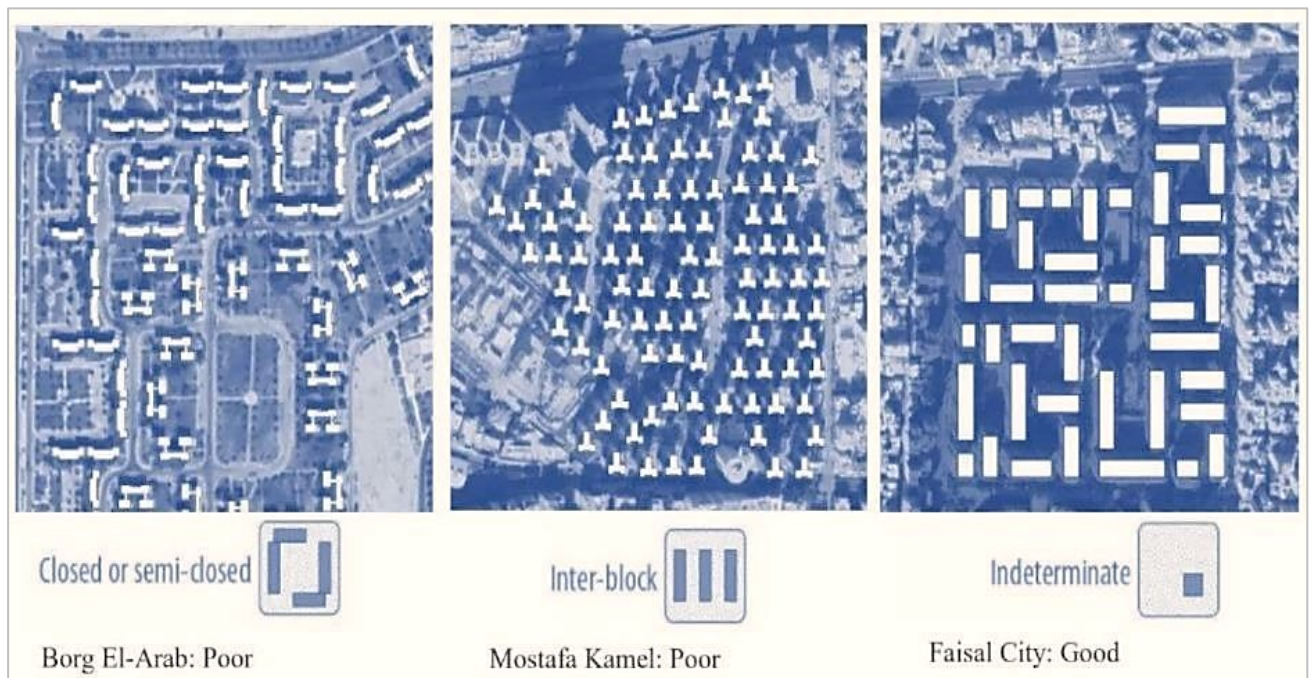 Closed or semi-closed
Inter-block
Indeterminate
Borg El-Arab: Poor
Mostafa Kamel: Poor
Faisal City: Good